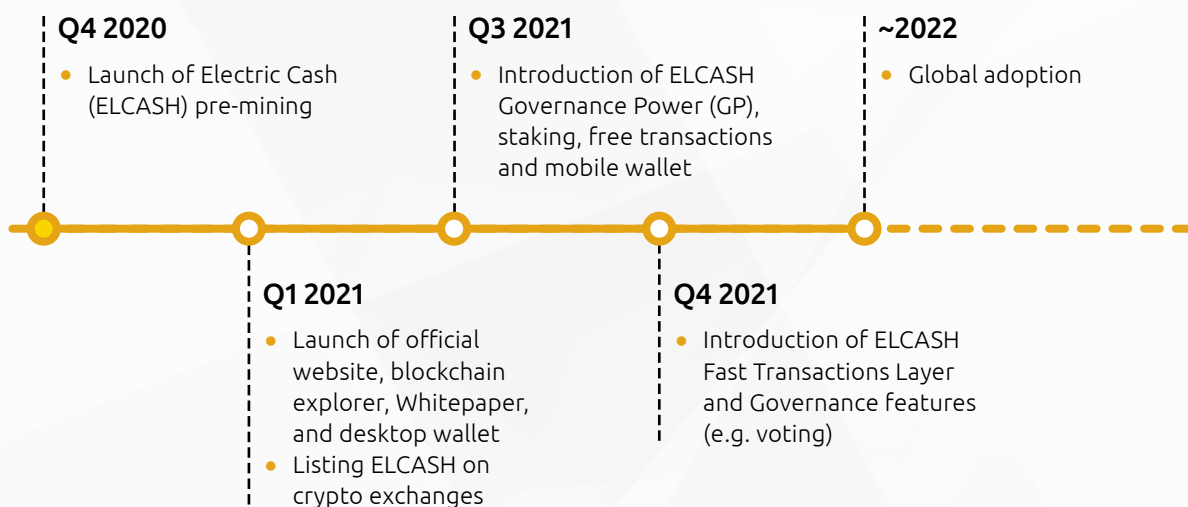 Q4 2020
Launch of Electric Cash
(ELCASH) pre-mining
Q3 2021
Introduction of ELCASH
Governance Power (GP),
staking, free transactions
and mobile wallet
~2022
Global adoption
Q1 2021
Launch of official
website, blockchain
explorer, Whitepaper,
and desktop wallet
Listing ELCASH on
crypto exchanges
Q4 2021
Introduction of ELCASH
Fast Transactions Layer
and Governance features
(e.g. voting)